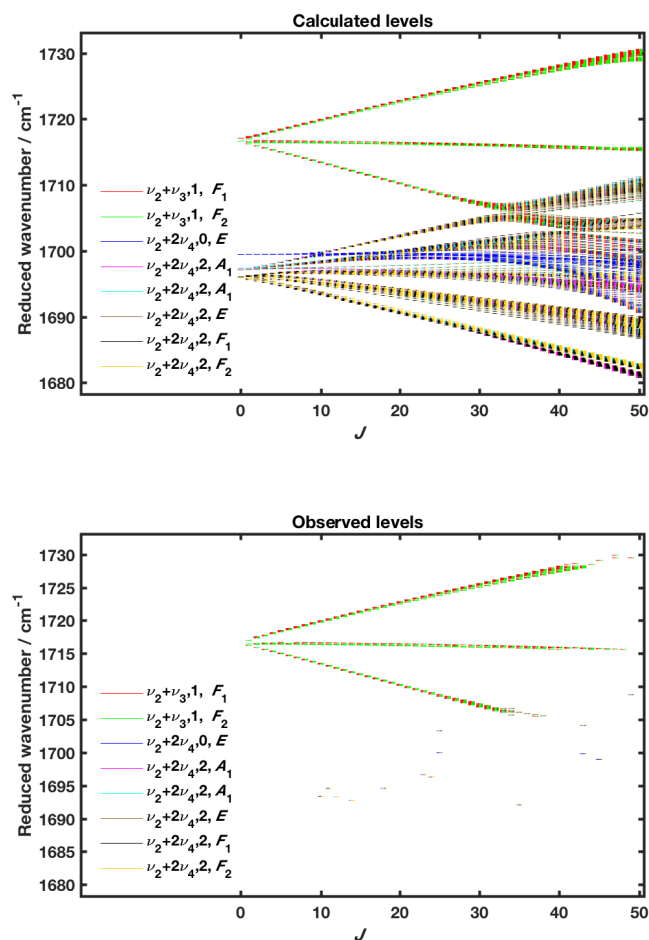 Calculated levels
1730
1720
1710
1700
1690
1680
Reduced wavenumber / cm⁻¹
ν₂+ν₃,1, F₁
ν₂+ν₃,1, F₂
ν₂+2ν₄,0, E
ν₂+2ν₄,2, A₁
ν₂+2ν₄,2, A₁
ν₂+2ν₄,2, E
ν₂+2ν₄,2, F₁
ν₂+2ν₄,2, F₂
0 10 20 30 40 50
J
Observed levels
1730
1725
1720
1715
1710
1705
1700
1695
1690
1685
1680
Reduced wavenumber / cm⁻¹
ν₂+ν₃,1, F₁
ν₂+ν₃,1, F₂
ν₂+2ν₄,0, E
ν₂+2ν₄,2, A₁
ν₂+2ν₄,2, A₁
ν₂+2ν₄,2, E
ν₂+2ν₄,2, F₁
ν₂+2ν₄,2, F₂
0 10 20 30 40 50
J